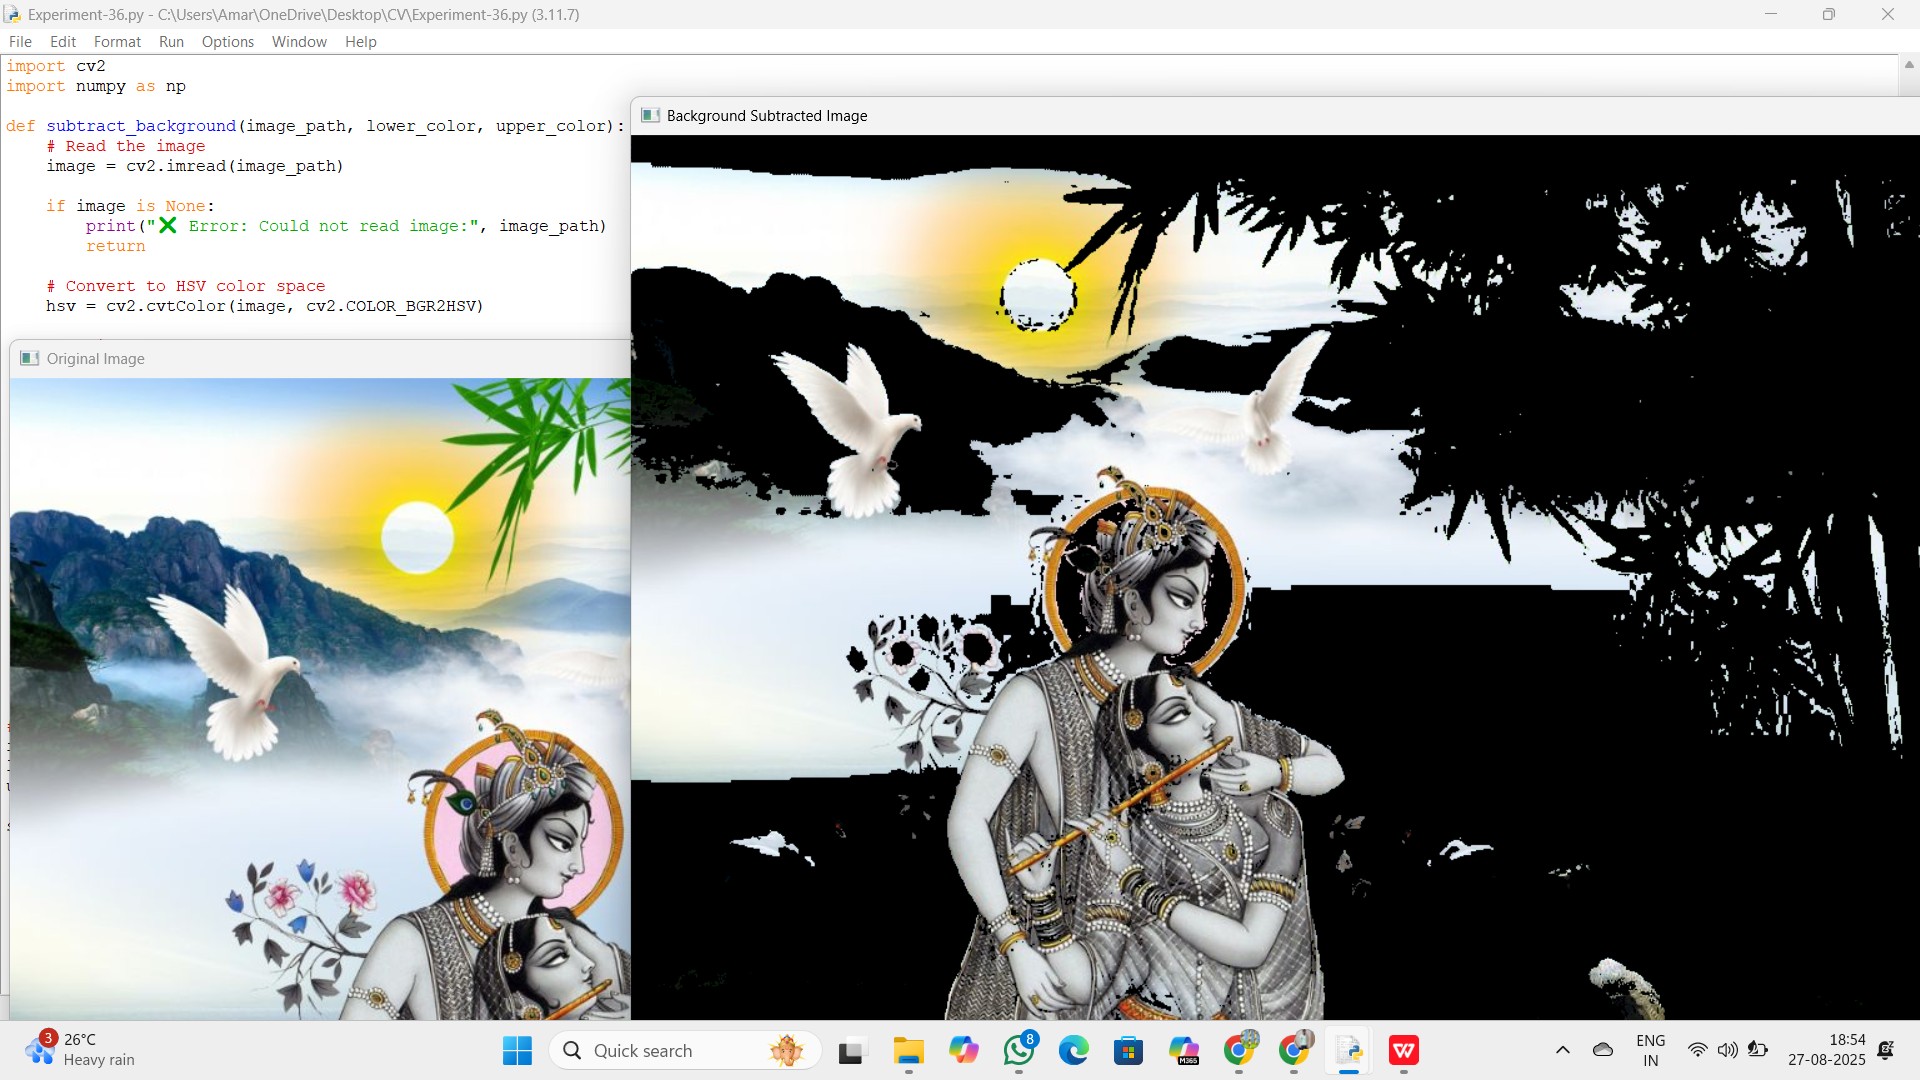 Experiment-36.py - C:\Users\Amar\OneDrive\Desktop\CV\Experiment-36.py (3.11.7)
File Edit Format Run Options Window Help
import cv2
import numpy as np
def subtract_background(image_path, lower_color, upper_color):
# Read the image
image = cv2.imread(image_path)
if image is None:
print("❌ Error: Could not read image:", image_path)
return
# Convert to HSV color space
hsv = cv2.cvtColor(image, cv2.COLOR_BGR2HSV)
Background Subtracted Image
Original Image
3
26°C
Heavy rain
Quick search
8
M365
W
ENG
IN
18:54
27-08-2025